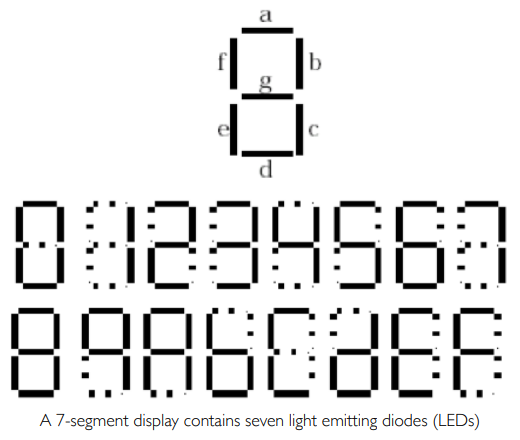 a
f b
g
e c
d
0 1 2 3 4 5 6 7
8 9 A b C d E F
A 7-segment display contains seven light emitting diodes (LEDs)